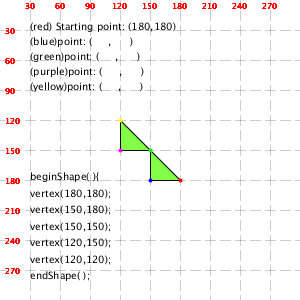 30 60 90 120 150 180 210 240 270
30
60
90
120
150
180
210
240
270
(red) Starting point: (180,180)
(blue)point: ( , )
(green)point: ( , )
(purple)point: ( , )
(yellow)point: ( , )
beginShape(){
vertex(180,180);
vertex(150,180);
vertex(150,150);
vertex(120,150);
vertex(120,120);
endShape();